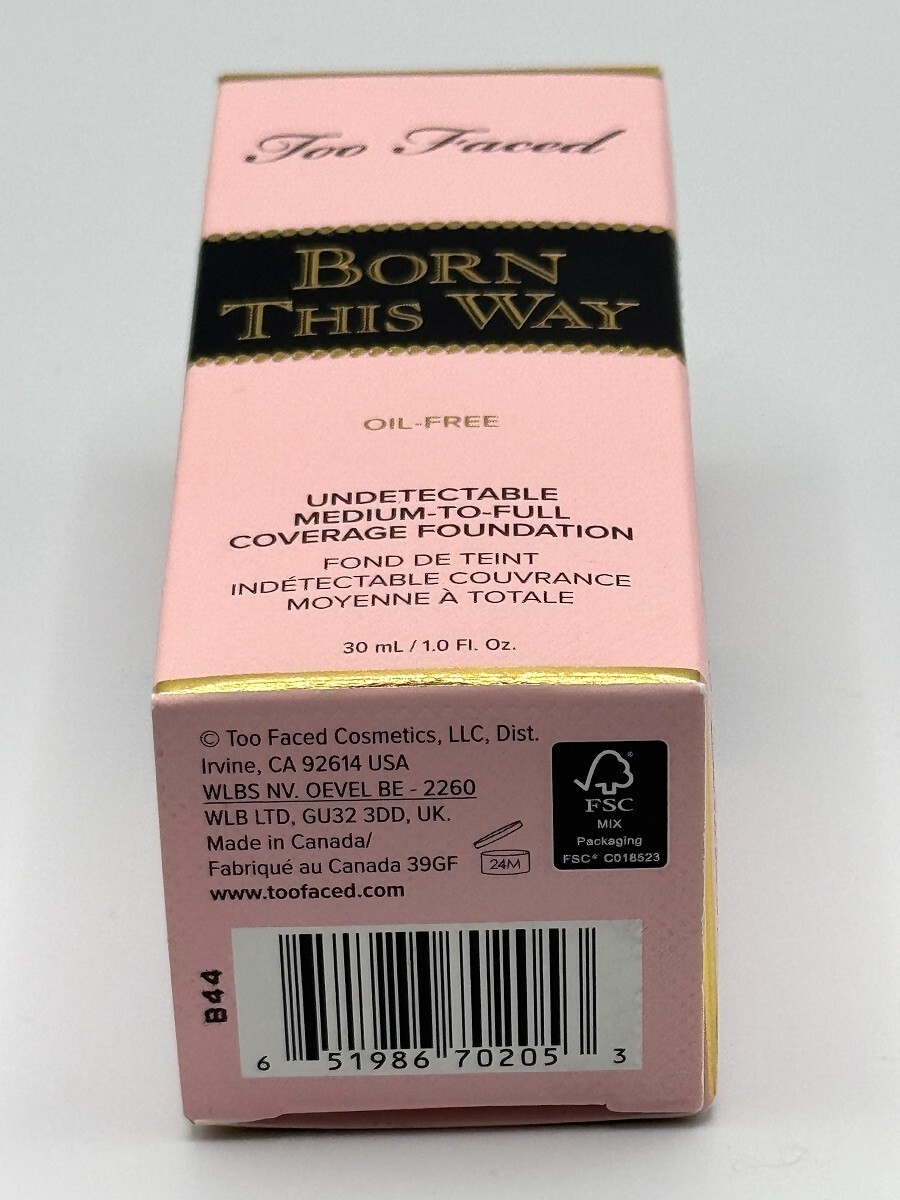 Too Faced
BORN
THIS WAY
OIL-FREE
UNDETECTABLE
MEDIUM-TO-FULL
COVERAGE FOUNDATION
FOND DE TEINT
INDÉTECTABLE COUVRANCE
MOYENNE À TOTALE
30 mL / 1.0 Fl. Oz.
© Too Faced Cosmetics, LLC, Dist.
Irvine, CA 92614 USA
WLBS NV. OEVEL BE - 2260
WLB LTD, GU32 3DD, UK.
Made in Canada/
Fabriqué au Canada 39GF
www.toofaced.com
24M
FSC
MIX
Packaging
FSC® C018523
B44
6 51986 70205 3